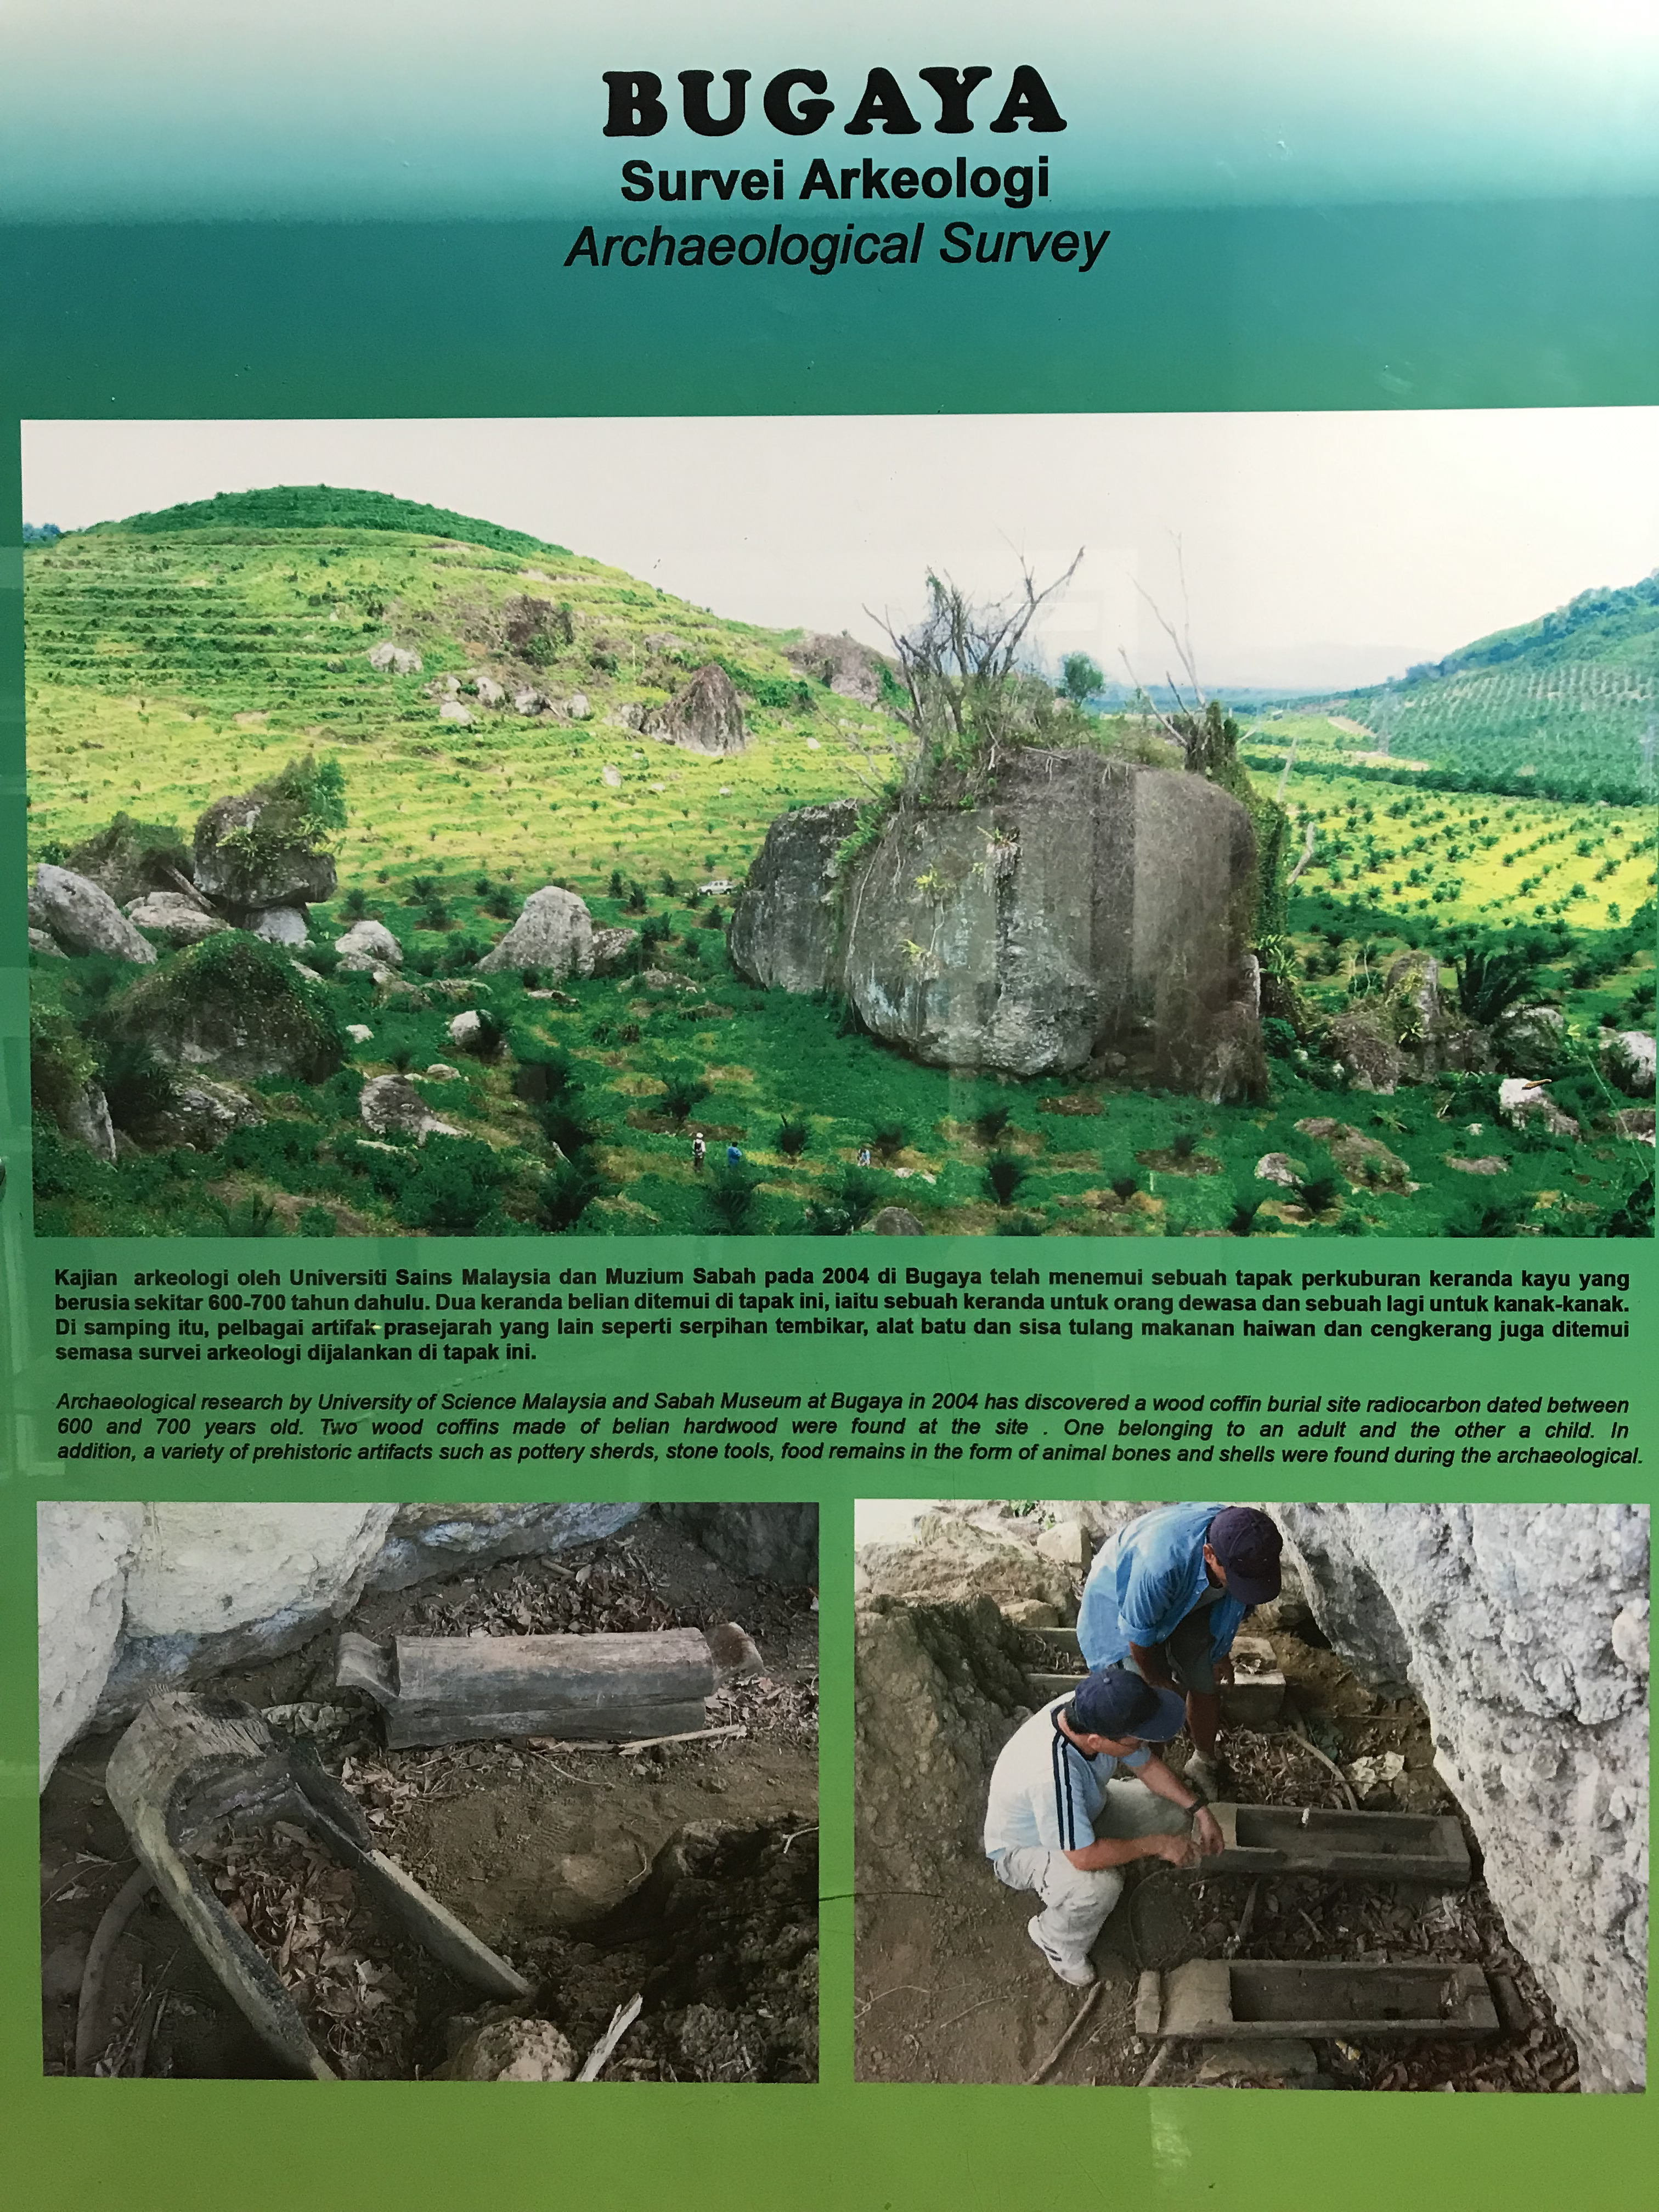 BUGAYA
Survei Arkeologi
Archaeological Survey
Kajian arkeologi oleh Universiti Sains Malaysia dan Muzium Sabah pada 2004 di Bugaya telah menemui sebuah tapak perkuburan keranda kayu yang
berusia sekitar 600-700 tahun dahulu. Dua keranda belian ditemui di tapak ini, iaitu sebuah keranda untuk orang dewasa dan sebuah lagi untuk kanak-kanak.
Di samping itu, pelbagai artifak prasejarah yang lain seperti serpihan tembikar, alat batu dan sisa tulang makanan haiwan dan cengkerang juga ditemui
semasa survei arkeologi dijalankan di tapak ini.
Archaeological research by University of Science Malaysia and Sabah Museum at Bugaya in 2004 has discovered a wood coffin burial site radiocarbon dated between
600 and 700 years old. Two wood coffins made of belian hardwood were found at the site . One belonging to an adult and the other a child. In
addition, a variety of prehistoric artifacts such as pottery sherds, stone tools, food remains in the form of animal bones and shells were found during the archaeological.